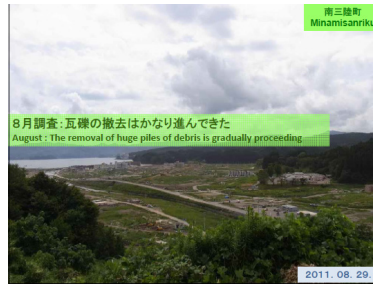 南三陸町
Minamisanriku
8月調査：瓦礫の撤去はかなり進んできた
August : The removal of huge piles of debris is gradually proceeding
2011. 08. 29.